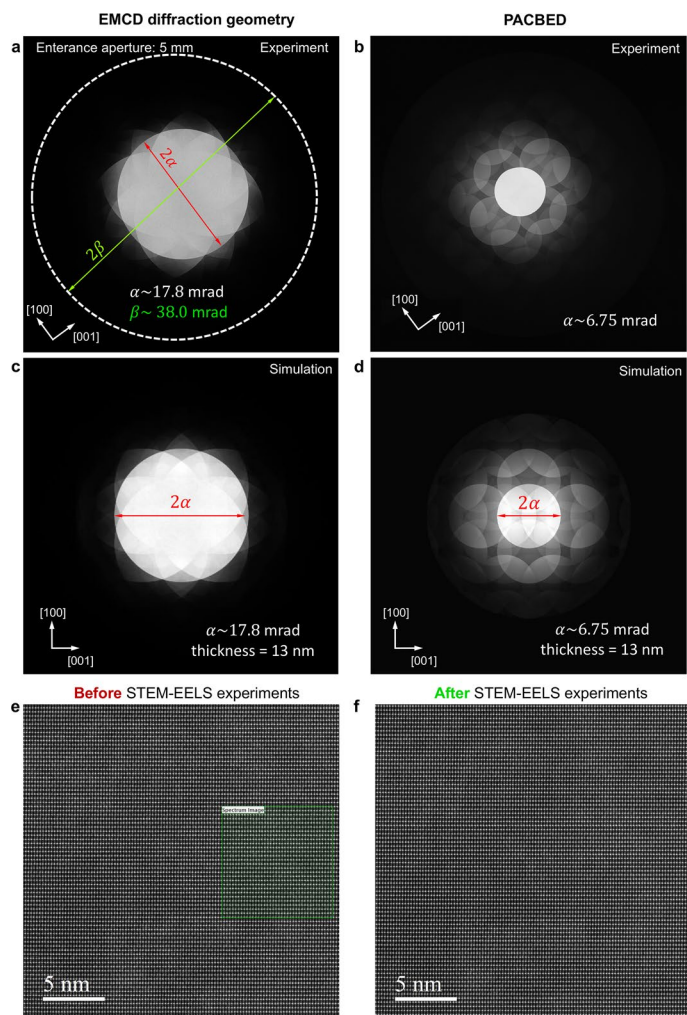 EMCD diffraction geometry
PACBED
a
Enterance aperture: 5 mm
Experiment
2α
2β
α~17.8 mrad
β~ 38.0 mrad
[100]
[001]
b
Experiment
α~6.75 mrad
[100]
[001]
c
Simulation
2α
α~17.8 mrad
thickness = 13 nm
[100]
[001]
d
Simulation
2α
α~6.75 mrad
thickness = 13 nm
[100]
[001]
Before STEM-EELS experiments
After STEM-EELS experiments
e
Spectrum Image
5 nm
f
5 nm